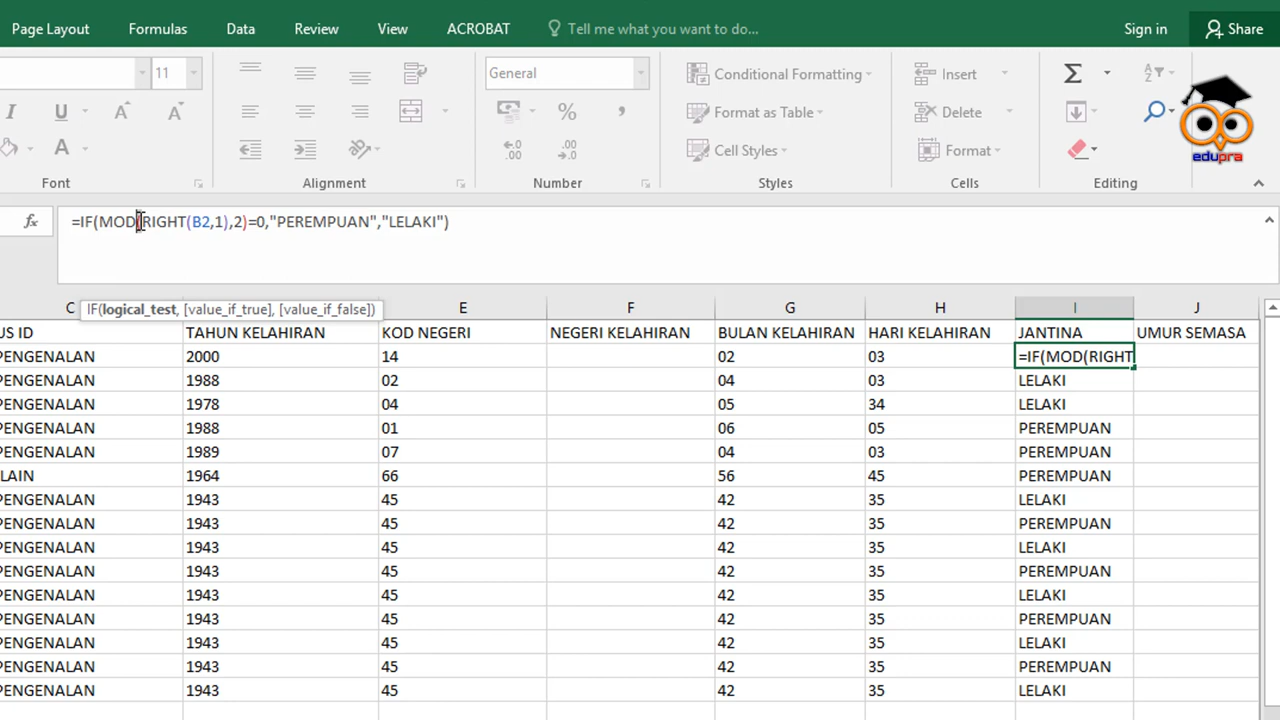 Page Layout Formulas Data Review View ACROBAT Tell me what you want to do... Sign in Share
11 General Conditional Formatting Insert
I U A A % , Format as Table Delete
A Cell Styles Format
edupra
Font Alignment Number Styles Cells Editing
fx =IF(MOD(RIGHT(B2,1),2)=0,"PEREMPUAN","LELAKI")
IF(logical_test, [value_if_true], [value_if_false])
C E F G H I J
US ID TAHUN KELAHIRAN KOD NEGERI NEGERI KELAHIRAN BULAN KELAHIRAN HARI KELAHIRAN JANTINA UMUR SEMASA
PENGENALAN 2000 14 02 03 =IF(MOD(RIGHT
PENGENALAN 1988 02 04 03 LELAKI
PENGENALAN 1978 04 05 34 LELAKI
PENGENALAN 1988 01 06 05 PEREMPUAN
PENGENALAN 1989 07 04 03 PEREMPUAN
LAIN 1964 66 56 45 PEREMPUAN
PENGENALAN 1943 45 42 35 LELAKI
PENGENALAN 1943 45 42 35 PEREMPUAN
PENGENALAN 1943 45 42 35 LELAKI
PENGENALAN 1943 45 42 35 PEREMPUAN
PENGENALAN 1943 45 42 35 LELAKI
PENGENALAN 1943 45 42 35 PEREMPUAN
PENGENALAN 1943 45 42 35 LELAKI
PENGENALAN 1943 45 42 35 PEREMPUAN
PENGENALAN 1943 45 42 35 LELAKI